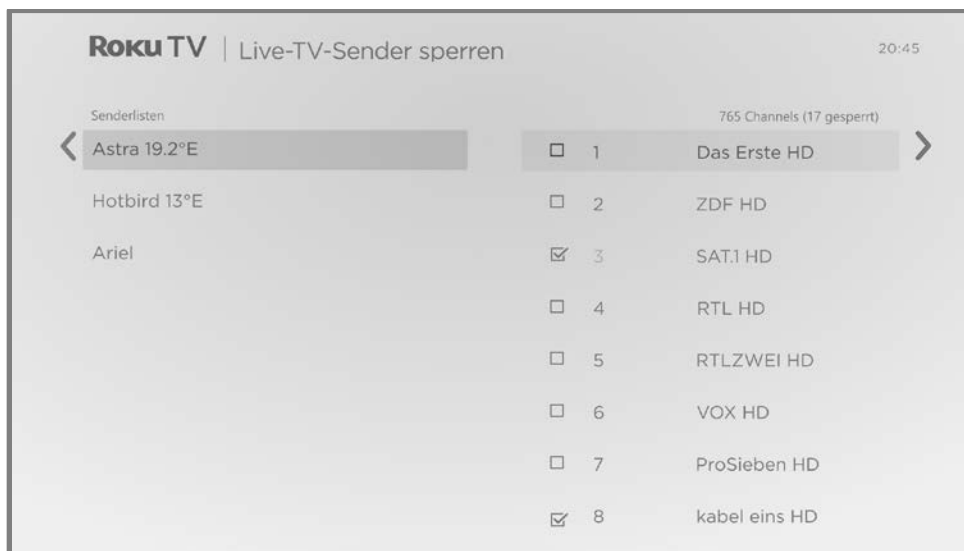 Roku TV | Live-TV-Sender sperren
20:45
Senderlisten
Astra 19.2°E
Hotbird 13°E
Ariel
765 Channels (17 gesperrt)
1 Das Erste HD
2 ZDF HD
3 SAT.1 HD
4 RTL HD
5 RTLZWEI HD
6 VOX HD
7 ProSieben HD
8 kabel eins HD